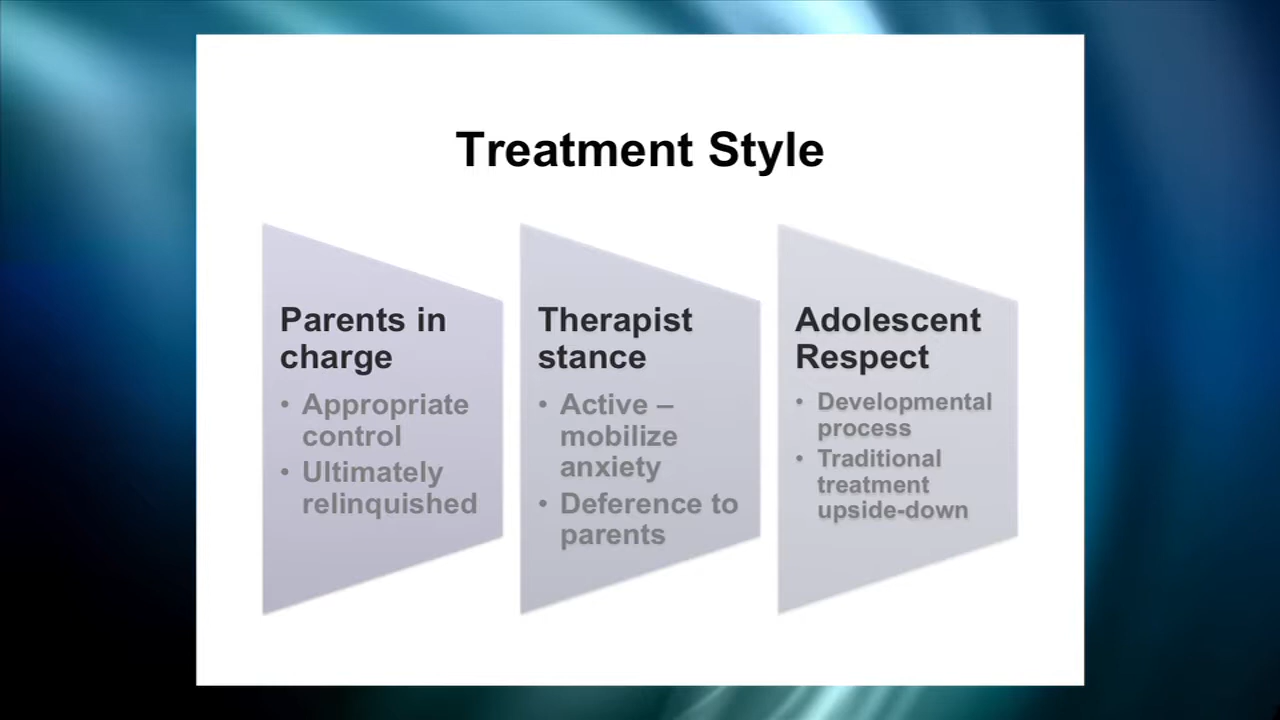 Treatment Style
Parents in
charge
• Appropriate
control
• Ultimately
relinquished
Therapist
stance
• Active –
mobilize
anxiety
• Deference to
parents
Adolescent
Respect
• Developmental
process
• Traditional
treatment
upside-down